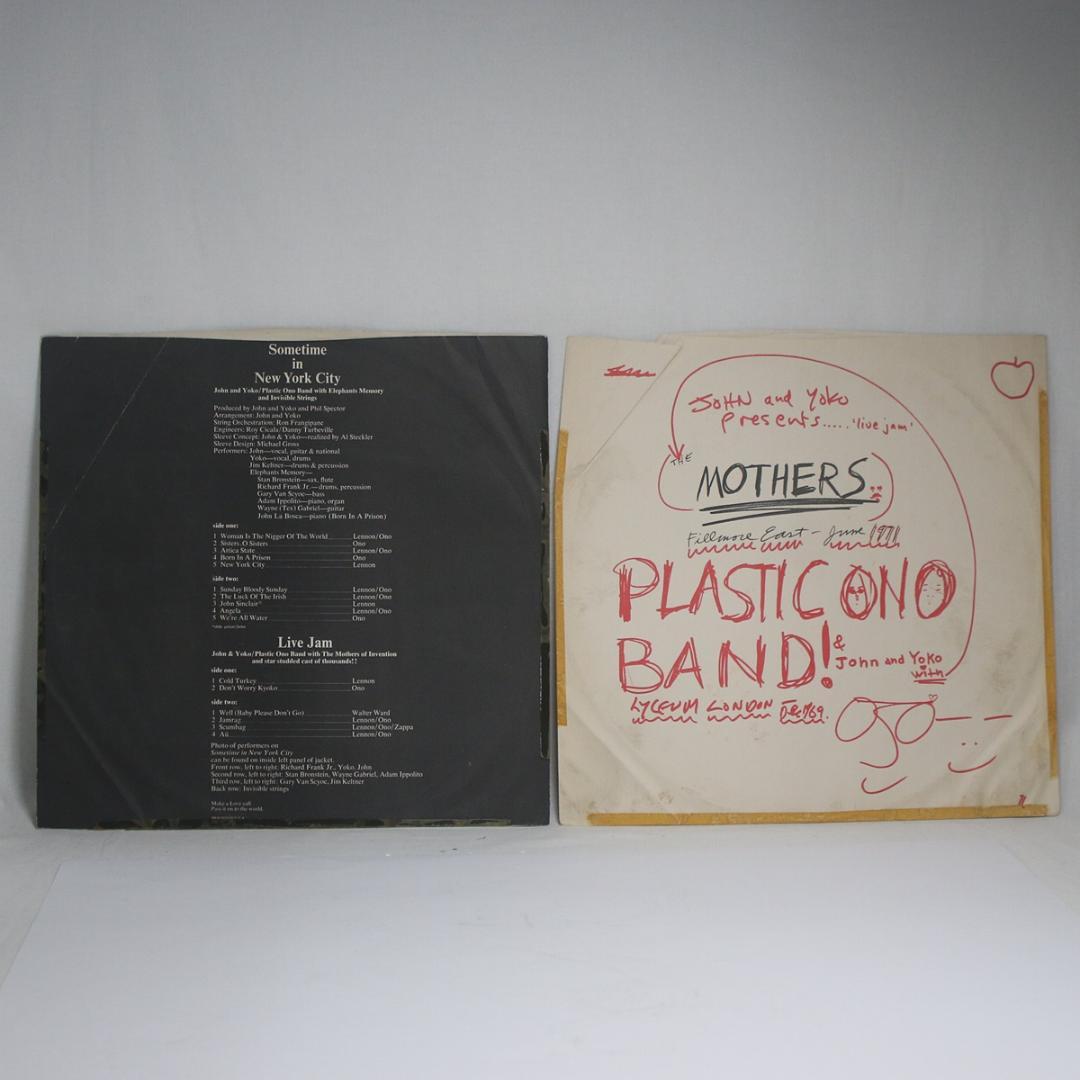 Sometime
in
New York City
John and Yoko/Plastic Ono Band with Elephants Memory
and Invisible Strings
Produced by John and Yoko and Phil Spector
Arrangement: John and Yoko
String Orchestration: Ron Frangipane
Engineers: Roy Cicala/Danny Turbeville
Sleeve Concept: John & Yoko—realized by Al Steckler
Sleeve Design: Michael Gross
Performers: John—vocal, guitar & national
Yoko—vocal, drums
Jim Keltner—drums & percussion
Elephants Memory—
Stan Bronstein—sax, flute
Richard Frank Jr.—drums, percussion
Gary Van Scyoc—bass
Adam Ippolito—piano, organ
Wayne (Tex) Gabriel—guitar
John La Bosca—piano (Born In A Prison)
side one:
1 Woman Is The Nigger Of The World Lennon/Ono
2 Sisters, O Sisters Ono
3 Attica State Lennon/Ono
4 Born In A Prison Ono
5 New York City Lennon
side two:
1 Sunday Bloody Sunday Lennon/Ono
2 The Luck Of The Irish Lennon/Ono
3 John Sinclair* Lennon
4 Angela Lennon/Ono
5 We're All Water Ono
Live Jam
John & Yoko/Plastic Ono Band with The Mothers of Invention
and star studded cast of thousands!!
side one:
1 Cold Turkey Lennon
2 Don't Worry Kyoko Ono
side two:
1 Well (Baby Please Don't Go) Walter Ward
2 Jamrag Lennon/Ono
3 Scumbag Lennon/Ono/Zappa
4 Aü Lennon/Ono
Photo of performers on
Sometime in New York City
can be found on inside left panel of jacket.
Front row, left to right: Richard Frank Jr., Yoko, John
Second row, left to right: Stan Bronstein, Wayne Gabriel, Adam Ippolito
Third row, left to right: Gary Van Scyoc, Jim Keltner
Back row: Invisible strings
Make a Love call
Pass it on to the world.
JOHN and YOKO
presents.....'live jam'
THE
MOTHERS
Fillmore East - June 1971
PLASTIC ONO
BAND!
&
John and Yoko
with
LYCEUM LONDON Dec/69.